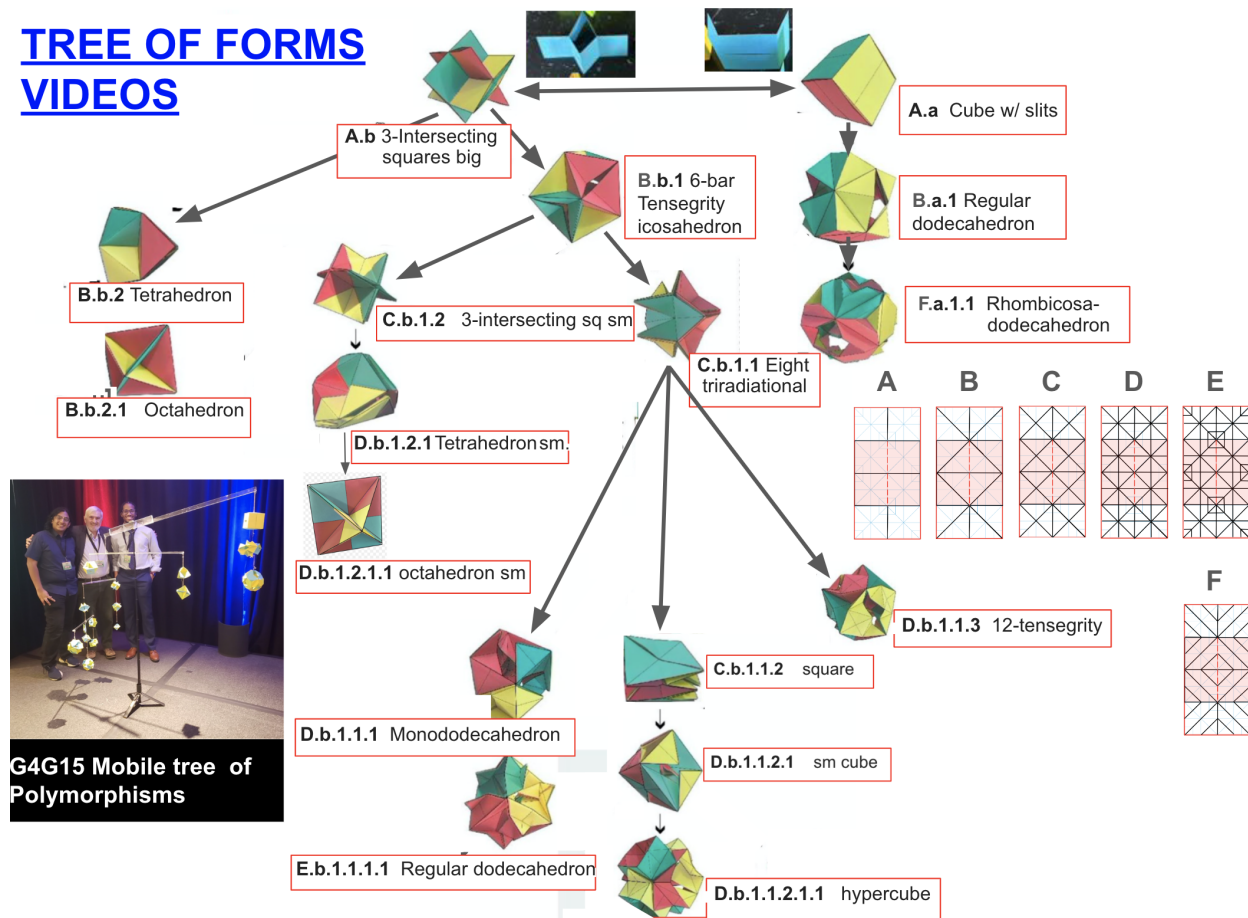 TREE OF FORMS
VIDEOS
A.b 3-Intersecting
squares big
A.a Cube w/ slits
B.b.1 6-bar
Tensegrity
icosahedron
B.a.1 Regular
dodecahedron
B.b.2 Tetrahedron
C.b.1.2 3-intersecting sq sm
F.a.1.1 Rhombicosa-
dodecahedron
C.b.1.1 Eight
triradiational
B.b.2.1 Octahedron
A B C D E
D.b.1.2.1 Tetrahedron sm.
D.b.1.2.1.1 octahedron sm
F
D.b.1.1.3 12-tensegrity
C.b.1.1.2 square
D.b.1.1.1 Monododecahedron
D.b.1.1.2.1 sm cube
G4G15 Mobile tree of
Polymorphisms
E.b.1.1.1.1 Regular dodecahedron
D.b.1.1.2.1.1 hypercube